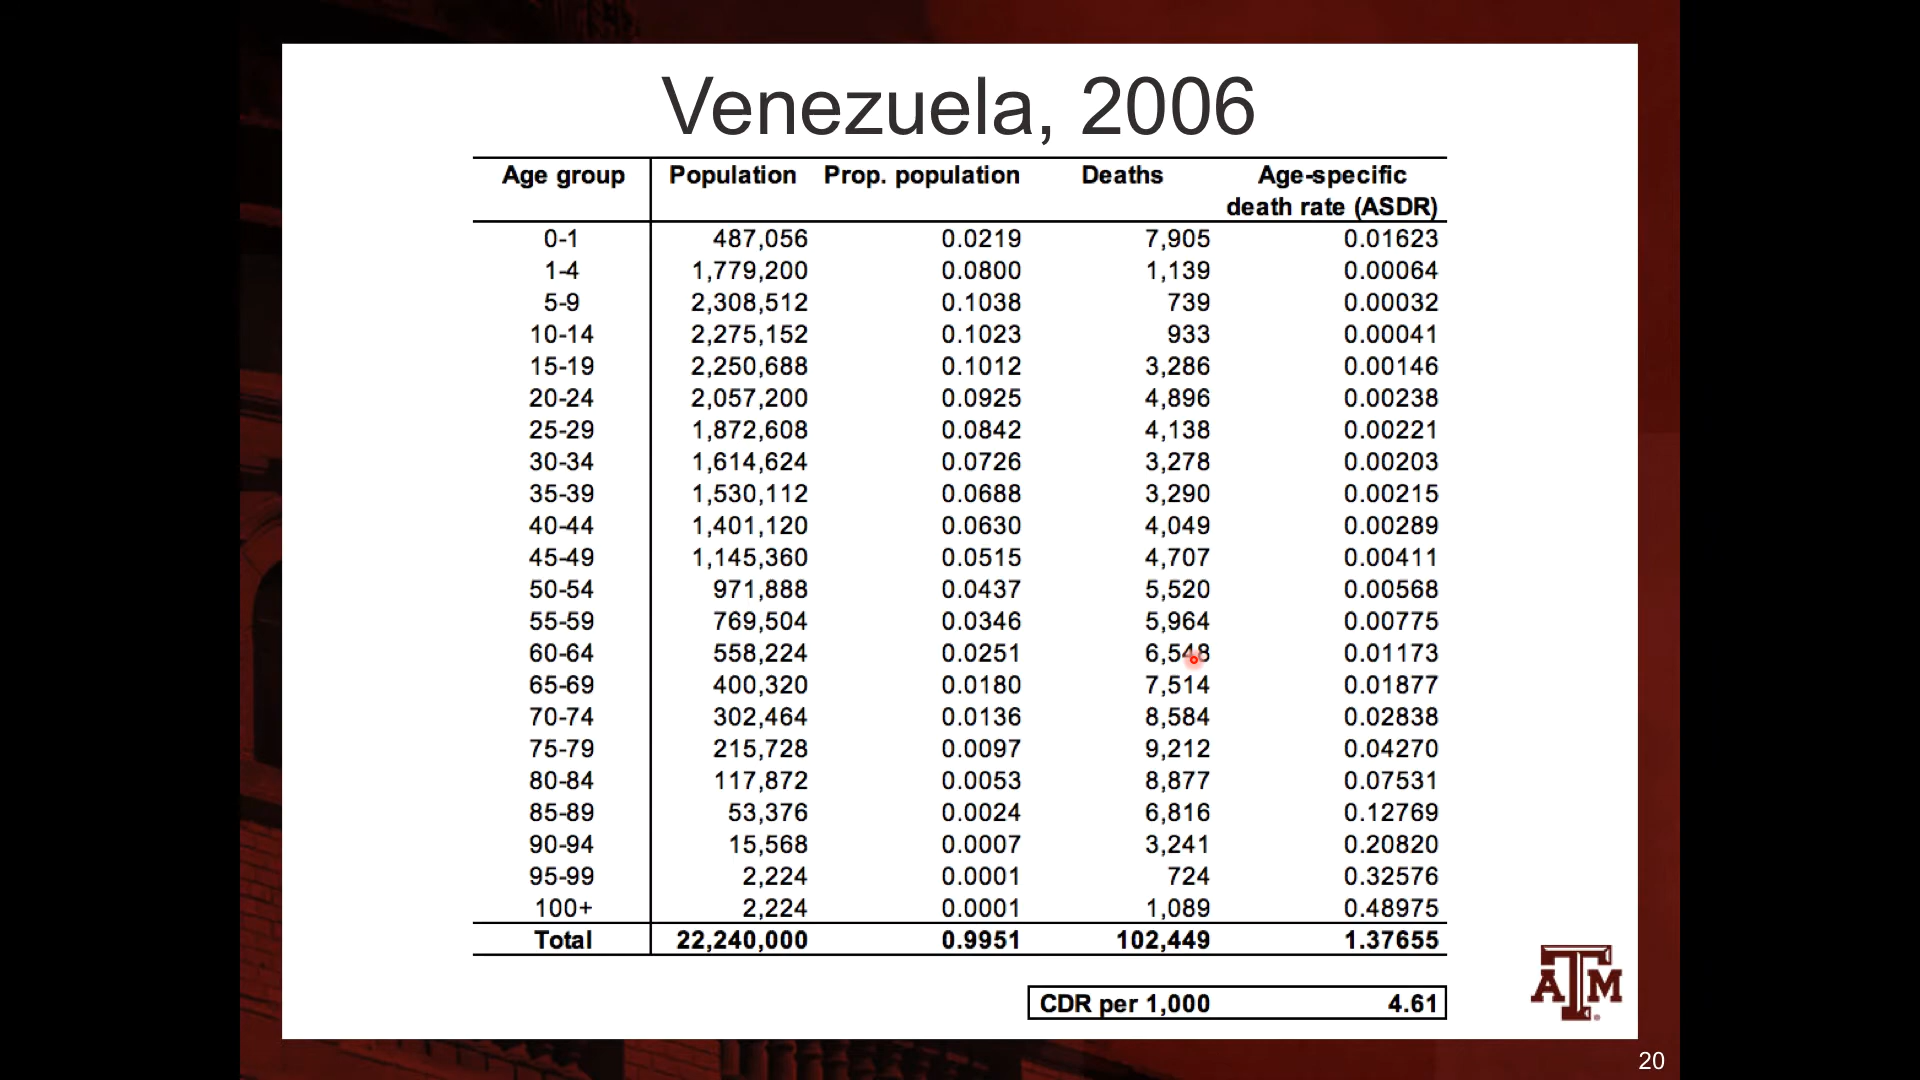 Venezuela, 2006
Age group Population Prop. population Deaths Age-specific
death rate (ASDR)
0-1 487,056 0.0219 7,905 0.01623
1-4 1,779,200 0.0800 1,139 0.00064
5-9 2,308,512 0.1038 739 0.00032
10-14 2,275,152 0.1023 933 0.00041
15-19 2,250,688 0.1012 3,286 0.00146
20-24 2,057,200 0.0925 4,896 0.00238
25-29 1,872,608 0.0842 4,138 0.00221
30-34 1,614,624 0.0726 3,278 0.00203
35-39 1,530,112 0.0688 3,290 0.00215
40-44 1,401,120 0.0630 4,049 0.00289
45-49 1,145,360 0.0515 4,707 0.00411
50-54 971,888 0.0437 5,520 0.00568
55-59 769,504 0.0346 5,964 0.00775
60-64 558,224 0.0251 6,548 0.01173
65-69 400,320 0.0180 7,514 0.01877
70-74 302,464 0.0136 8,584 0.02838
75-79 215,728 0.0097 9,212 0.04270
80-84 117,872 0.0053 8,877 0.07531
85-89 53,376 0.0024 6,816 0.12769
90-94 15,568 0.0007 3,241 0.20820
95-99 2,224 0.0001 724 0.32576
100+ 2,224 0.0001 1,089 0.48975
Total 22,240,000 0.9951 102,449 1.37655
CDR per 1,000 4.61
ATM
20